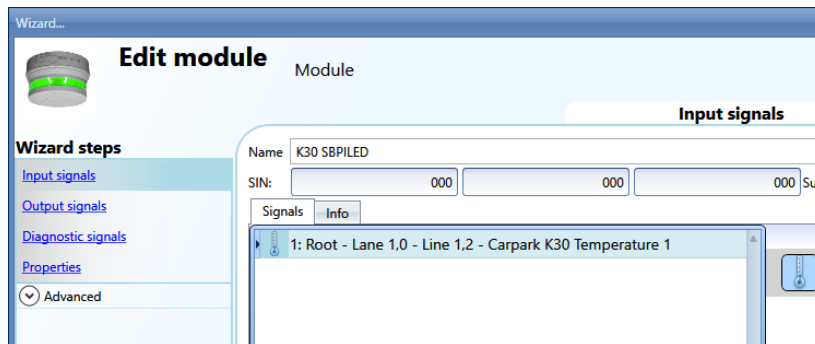 Wizard...
Edit module
Module
Input signals
Wizard steps
Input signals
Output signals
Diagnostic signals
Properties
Advanced
Name K30 SBPILED
SIN: 000 000 000 Su
Signals Info
1: Root - Lane 1,0 - Line 1,2 - Carpark K30 Temperature 1